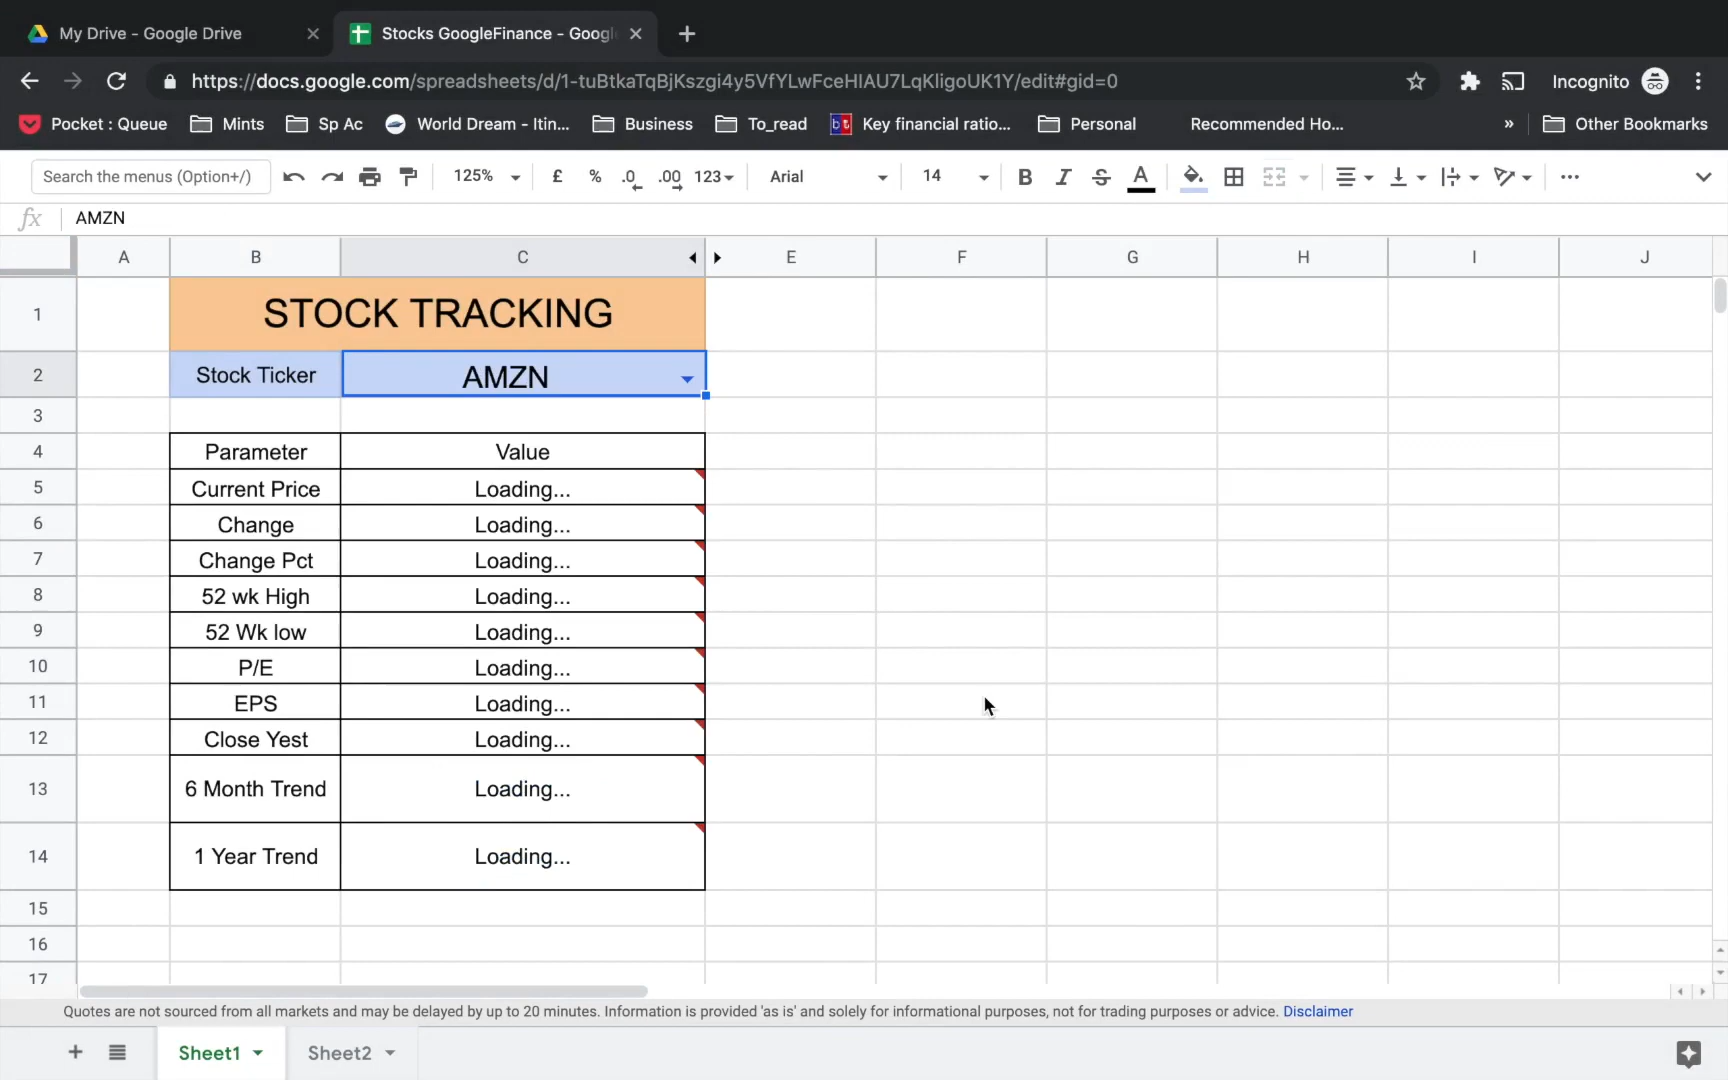 My Drive - Google Drive
Stocks GoogleFinance - Googl
https://docs.google.com/spreadsheets/d/1-tuBtkaTqBjKszgi4y5VfYLwFceHIAU7LqKligoUK1Y/edit#gid=0
Incognito
Pocket : Queue
Mints
Sp Ac
World Dream - Itin...
Business
To_read
Key financial ratio...
Personal
Recommended Ho...
»
Other Bookmarks
Search the menus (Option+/)
125%
£
%
.0
.00
123
Arial
14
B
I
S
A
fx
AMZN
A B C E F G H I J
1 STOCK TRACKING
2 Stock Ticker AMZN
3
4 Parameter Value
5 Current Price Loading...
6 Change Loading...
7 Change Pct Loading...
8 52 wk High Loading...
9 52 Wk low Loading...
10 P/E Loading...
11 EPS Loading...
12 Close Yest Loading...
13 6 Month Trend Loading...
14 1 Year Trend Loading...
15
16
17
Quotes are not sourced from all markets and may be delayed by up to 20 minutes. Information is provided 'as is' and solely for informational purposes, not for trading purposes or advice. Disclaimer
Sheet1
Sheet2